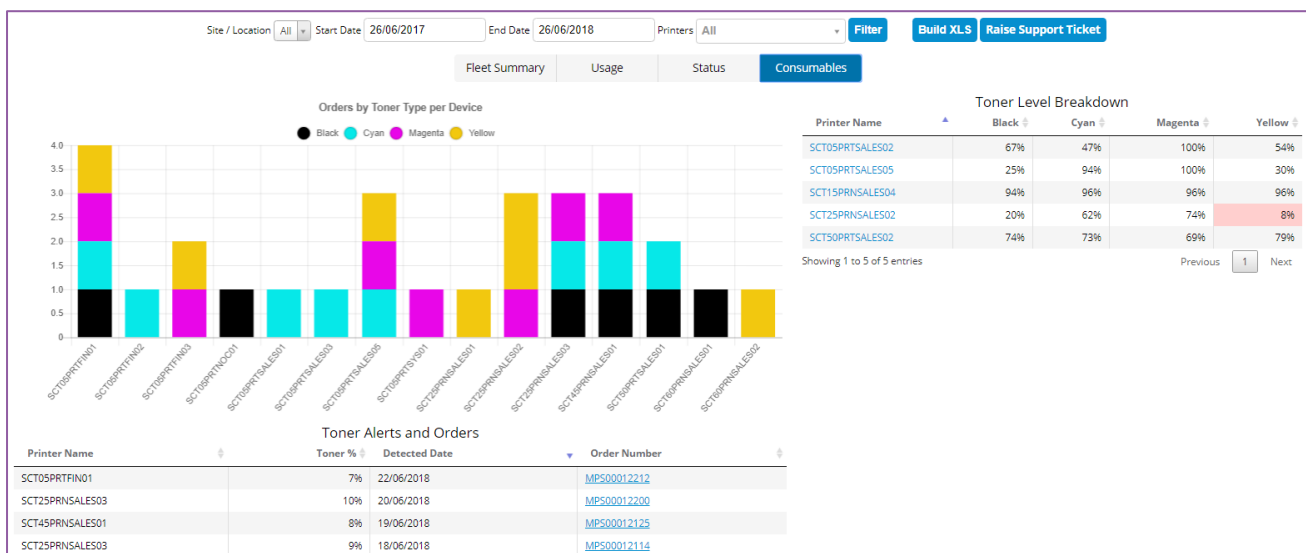 Site / Location All Start Date 26/06/2017 End Date 26/06/2018 Printers All Filter Build XLS Raise Support Ticket
Fleet Summary Usage Status Consumables
Orders by Toner Type per Device
Black Cyan Magenta Yellow
4.0
3.5
3.0
2.5
2.0
1.5
1.0
0.5
0
SCT05PRTFIN01
SCT05PRTFIN02
SCT05PRTFIN03
SCT05PRTNOC01
SCT05PRTSALES01
SCT05PRTSALES03
SCT05PRTSALES05
SCT05PRTSYS01
SCT25PRNSALES01
SCT25PRNSALES02
SCT25PRNSALES03
SCT45PRNSALES01
SCT50PRTSALES01
SCT60PRNSALES01
SCT60PRNSALES02
Toner Level Breakdown
Printer Name Black Cyan Magenta Yellow
SCT05PRTSALES02 67% 47% 100% 54%
SCT05PRTSALES05 25% 94% 100% 30%
SCT15PRNSALES04 94% 96% 96% 96%
SCT25PRNSALES02 20% 62% 74% 8%
SCT50PRTSALES02 74% 73% 69% 79%
Showing 1 to 5 of 5 entries Previous 1 Next
Toner Alerts and Orders
Printer Name Toner % Detected Date Order Number
SCT05PRTFIN01 7% 22/06/2018 MPS00012212
SCT25PRNSALES03 10% 20/06/2018 MPS00012200
SCT45PRNSALES01 8% 19/06/2018 MPS00012125
SCT25PRNSALES03 9% 18/06/2018 MPS00012114